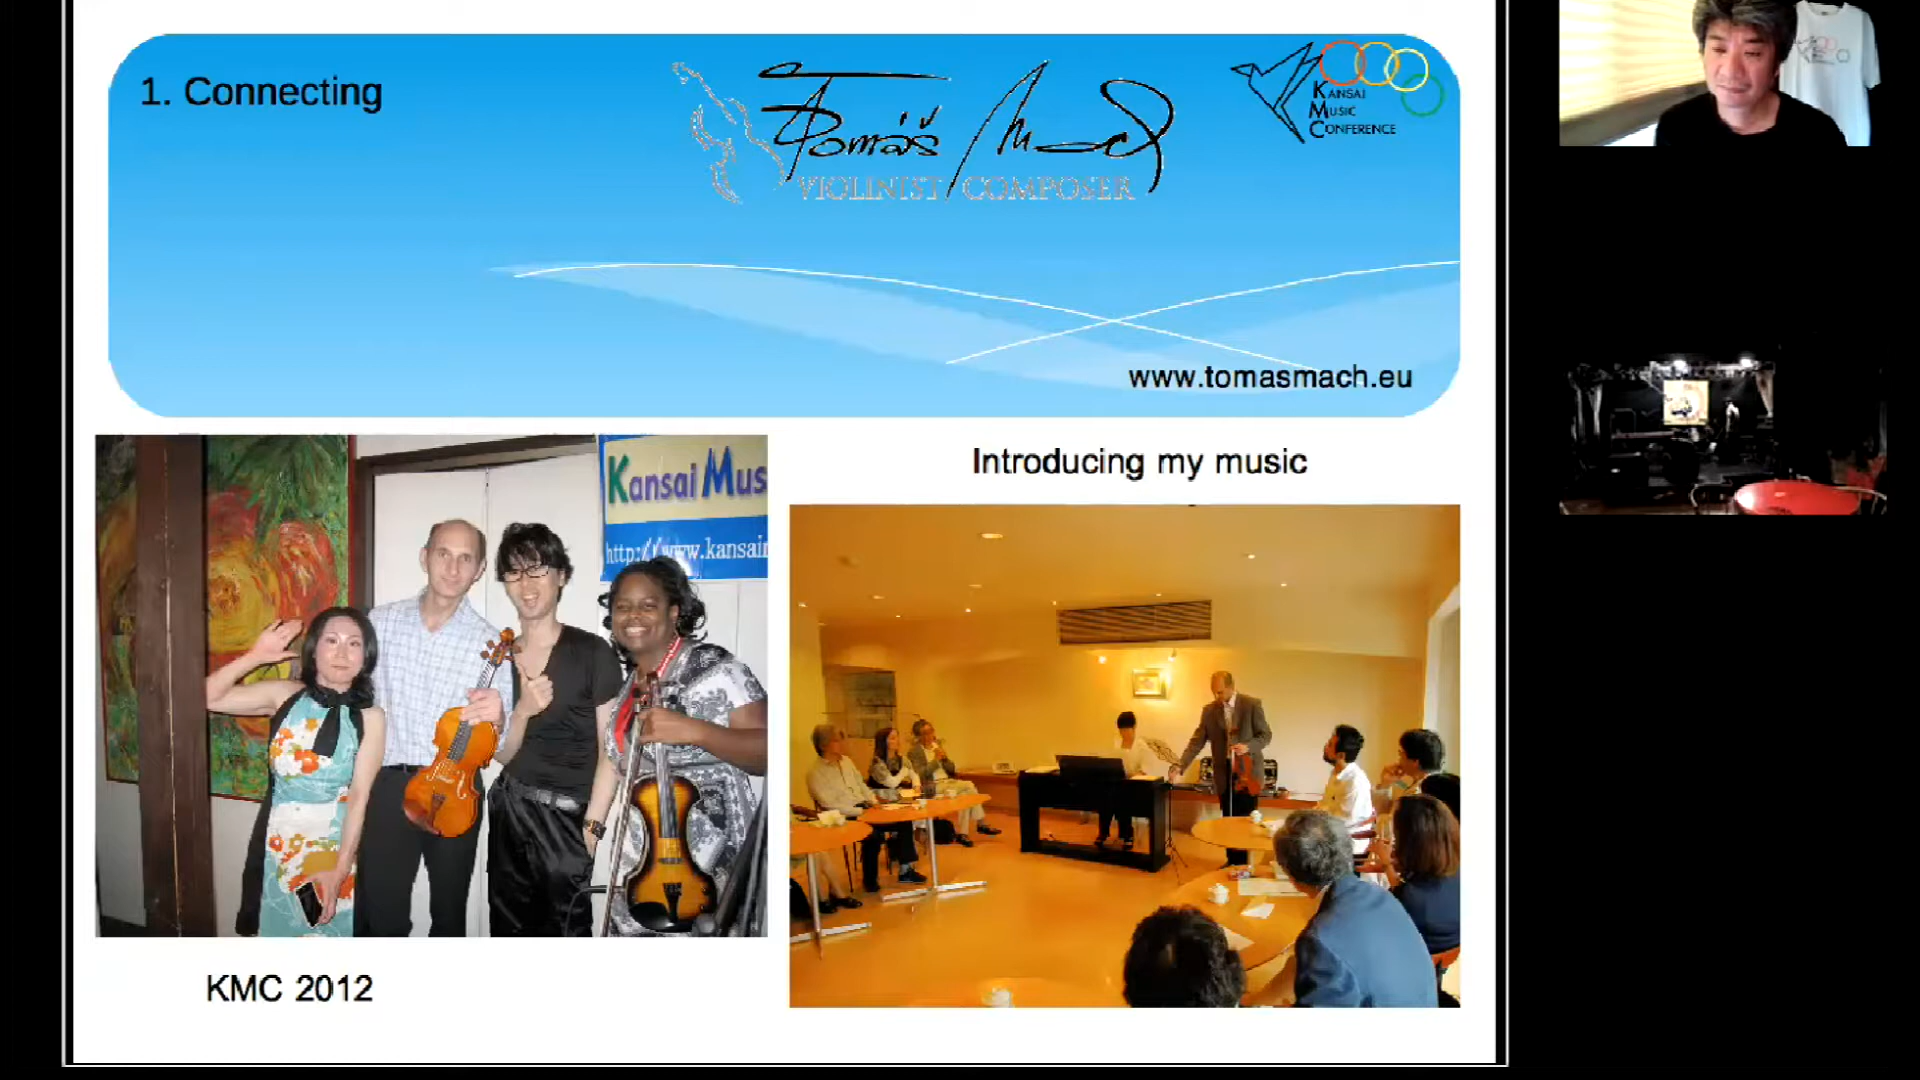 1. Connecting
Tomáš Mach
VIOLINIST COMPOSER
KANSAI
MUSIC
CONFERENCE
www.tomasmach.eu
Kansai Mus
http://www.kansai
Introducing my music
KMC 2012